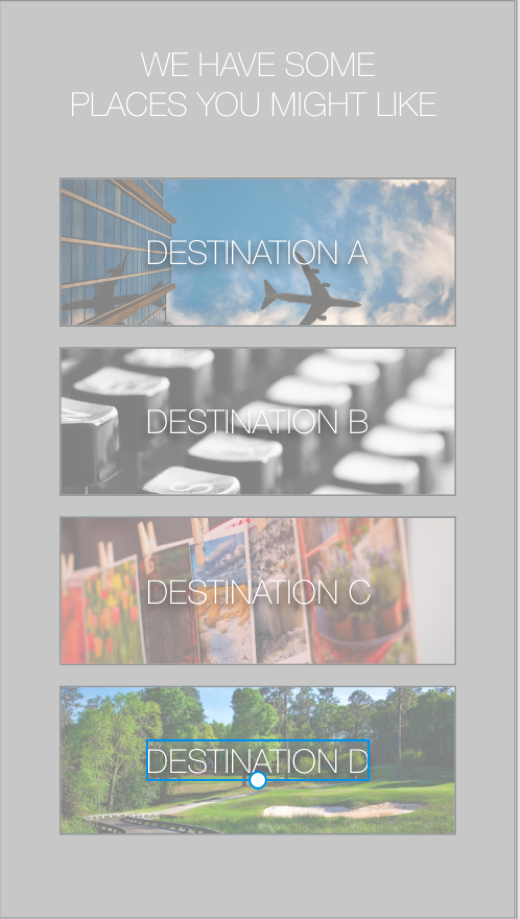 WE HAVE SOME
PLACES YOU MIGHT LIKE
DESTINATION A
DESTINATION B
DESTINATION C
DESTINATION D